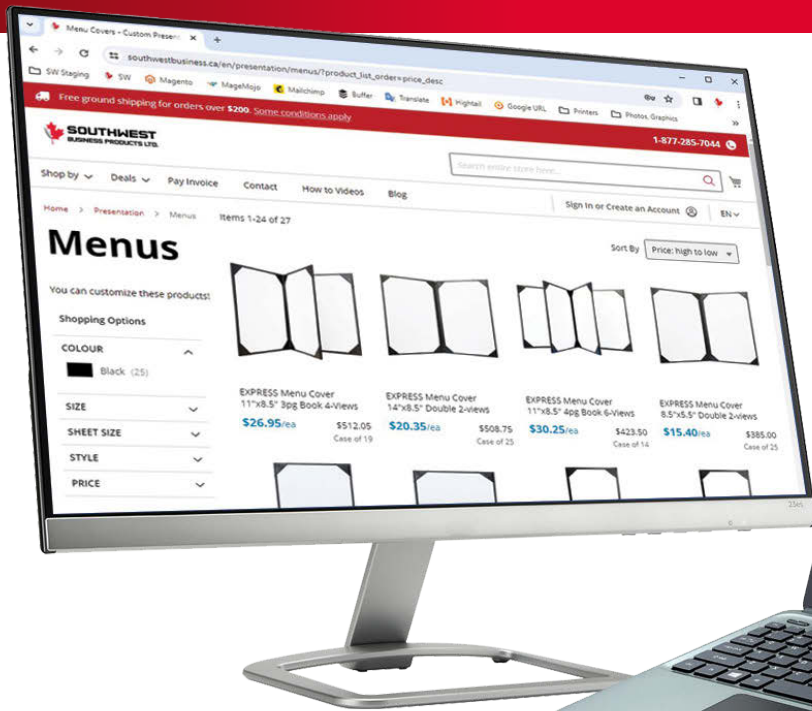 Menu Covers - Custom Present
southwestbusiness.ca/en/presentation/menus/?product_list_order=price_desc
SW Staging SW Magento MageMojo Mailchimp Buffer Translate Hightail Google URL Printers Photos, Graphics
Free ground shipping for orders over $200. Some conditions apply
1-877-285-7044
SOUTHWEST
BUSINESS PRODUCTS LTD.
Search entire store here...
Shop by Deals Pay Invoice Contact How to Videos Blog
Sign In or Create an Account EN
Home > Presentation > Menus Items 1-24 of 27
Menus
Sort By Price: high to low
You can customize these products!
Shopping Options
COLOUR
Black (25)
SIZE
SHEET SIZE
STYLE
PRICE
EXPRESS Menu Cover
11"x8.5" 3pg Book 4-Views
$26.95/ea $512.05
Case of 19
EXPRESS Menu Cover
14"x8.5" Double 2-views
$20.35/ea $508.75
Case of 25
EXPRESS Menu Cover
11"x8.5" 4pg Book 6-Views
$30.25/ea $423.50
Case of 14
EXPRESS Menu Cover
8.5"x5.5" Double 2-views
$15.40/ea $385.00
Case of 25